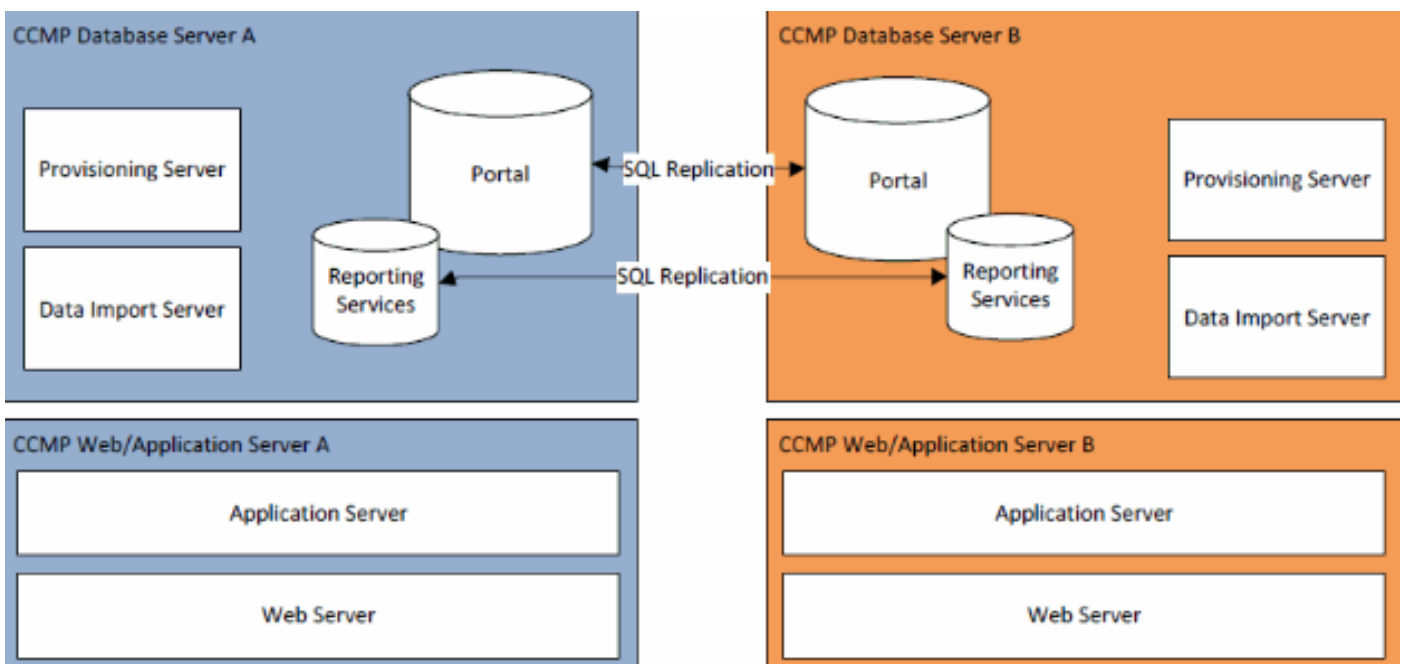 CCMP Database Server A
Provisioning Server
Data Import Server
Portal
Reporting
Services
SQL Replication
SQL Replication
CCMP Database Server B
Portal
Reporting
Services
Provisioning Server
Data Import Server
CCMP Web/Application Server A
Application Server
Web Server
CCMP Web/Application Server B
Application Server
Web Server